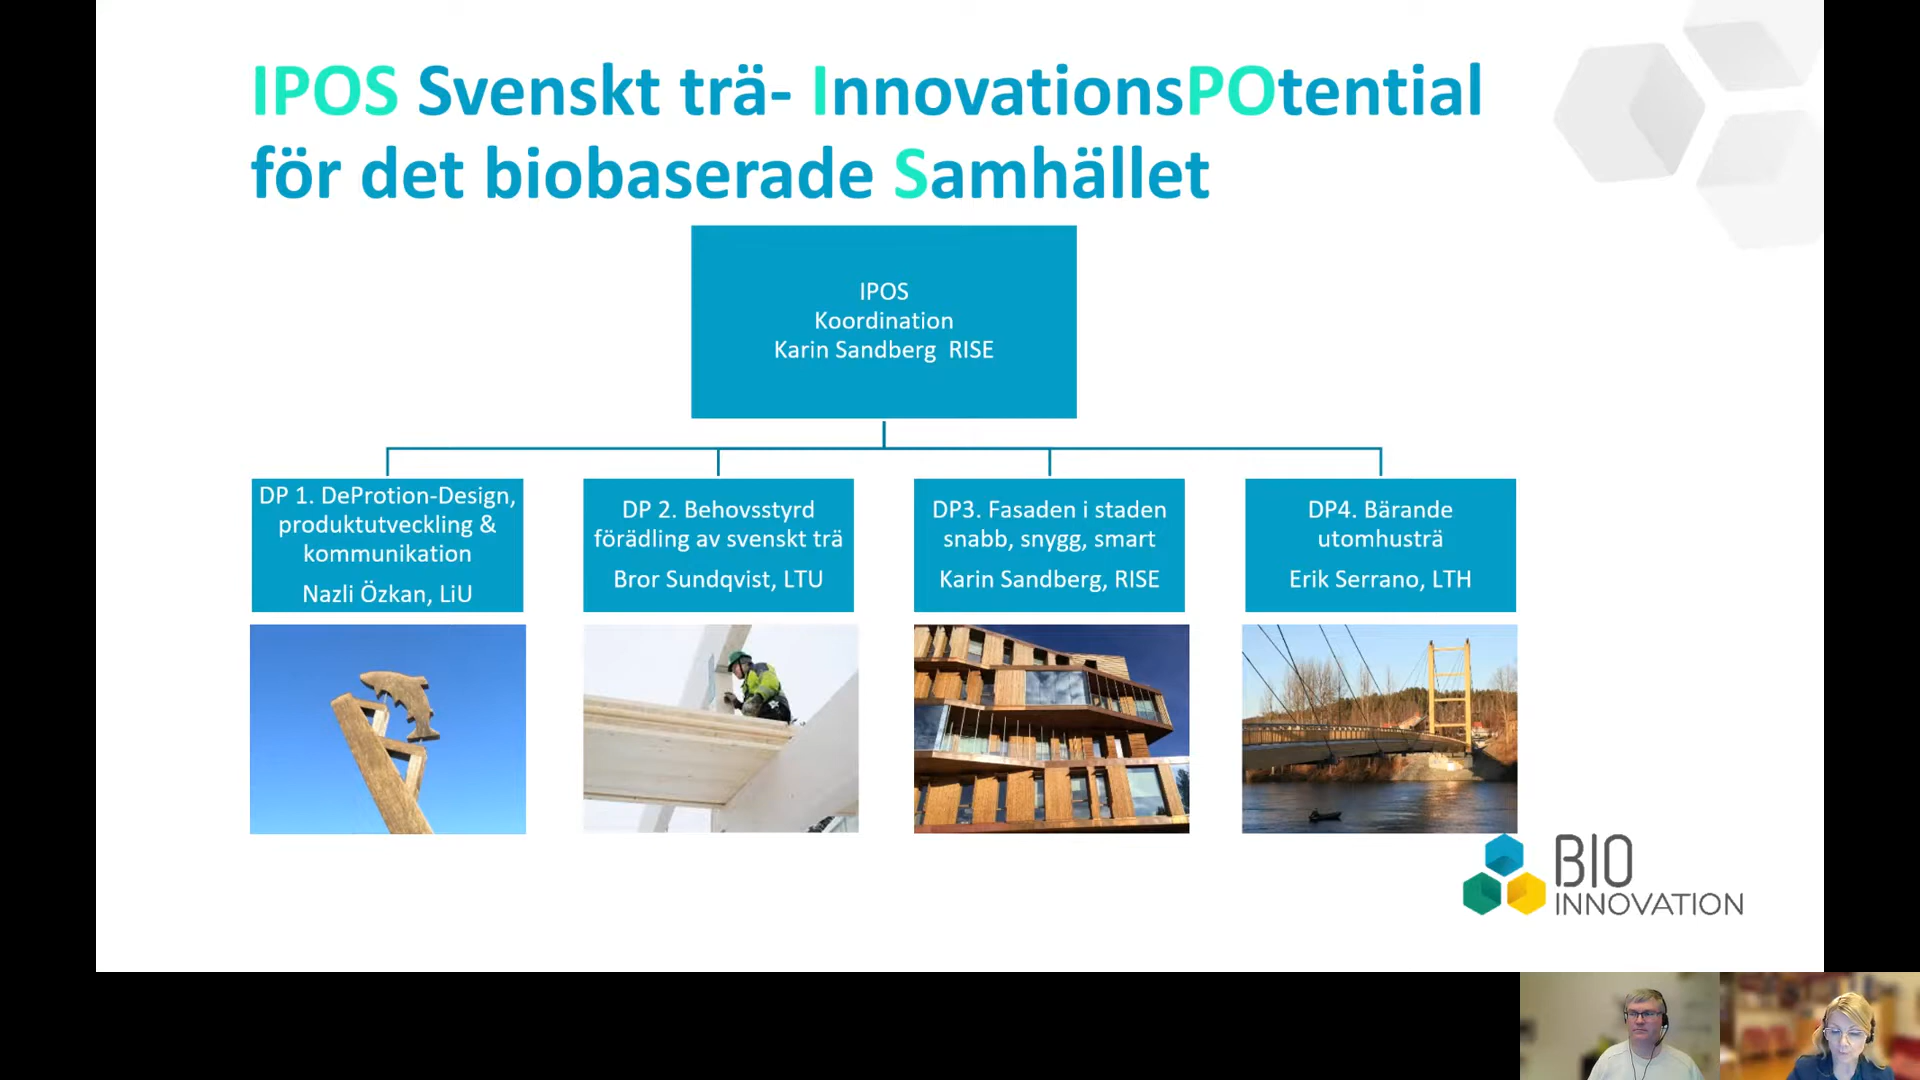 IPOS Svenskt trä- InnovationsPOtential
för det biobaserade Samhället
IPOS
Koordination
Karin Sandberg  RISE
DP 1. DeProtion-Design,
produktutveckling &
kommunikation
Nazli Özkan, LiU
DP 2. Behovsstyrd
förädling av svenskt trä
Bror Sundqvist, LTU
DP3. Fasaden i staden
snabb, snygg, smart
Karin Sandberg, RISE
DP4. Bärande
utomhusträ
Erik Serrano, LTH
BIO
INNOVATION